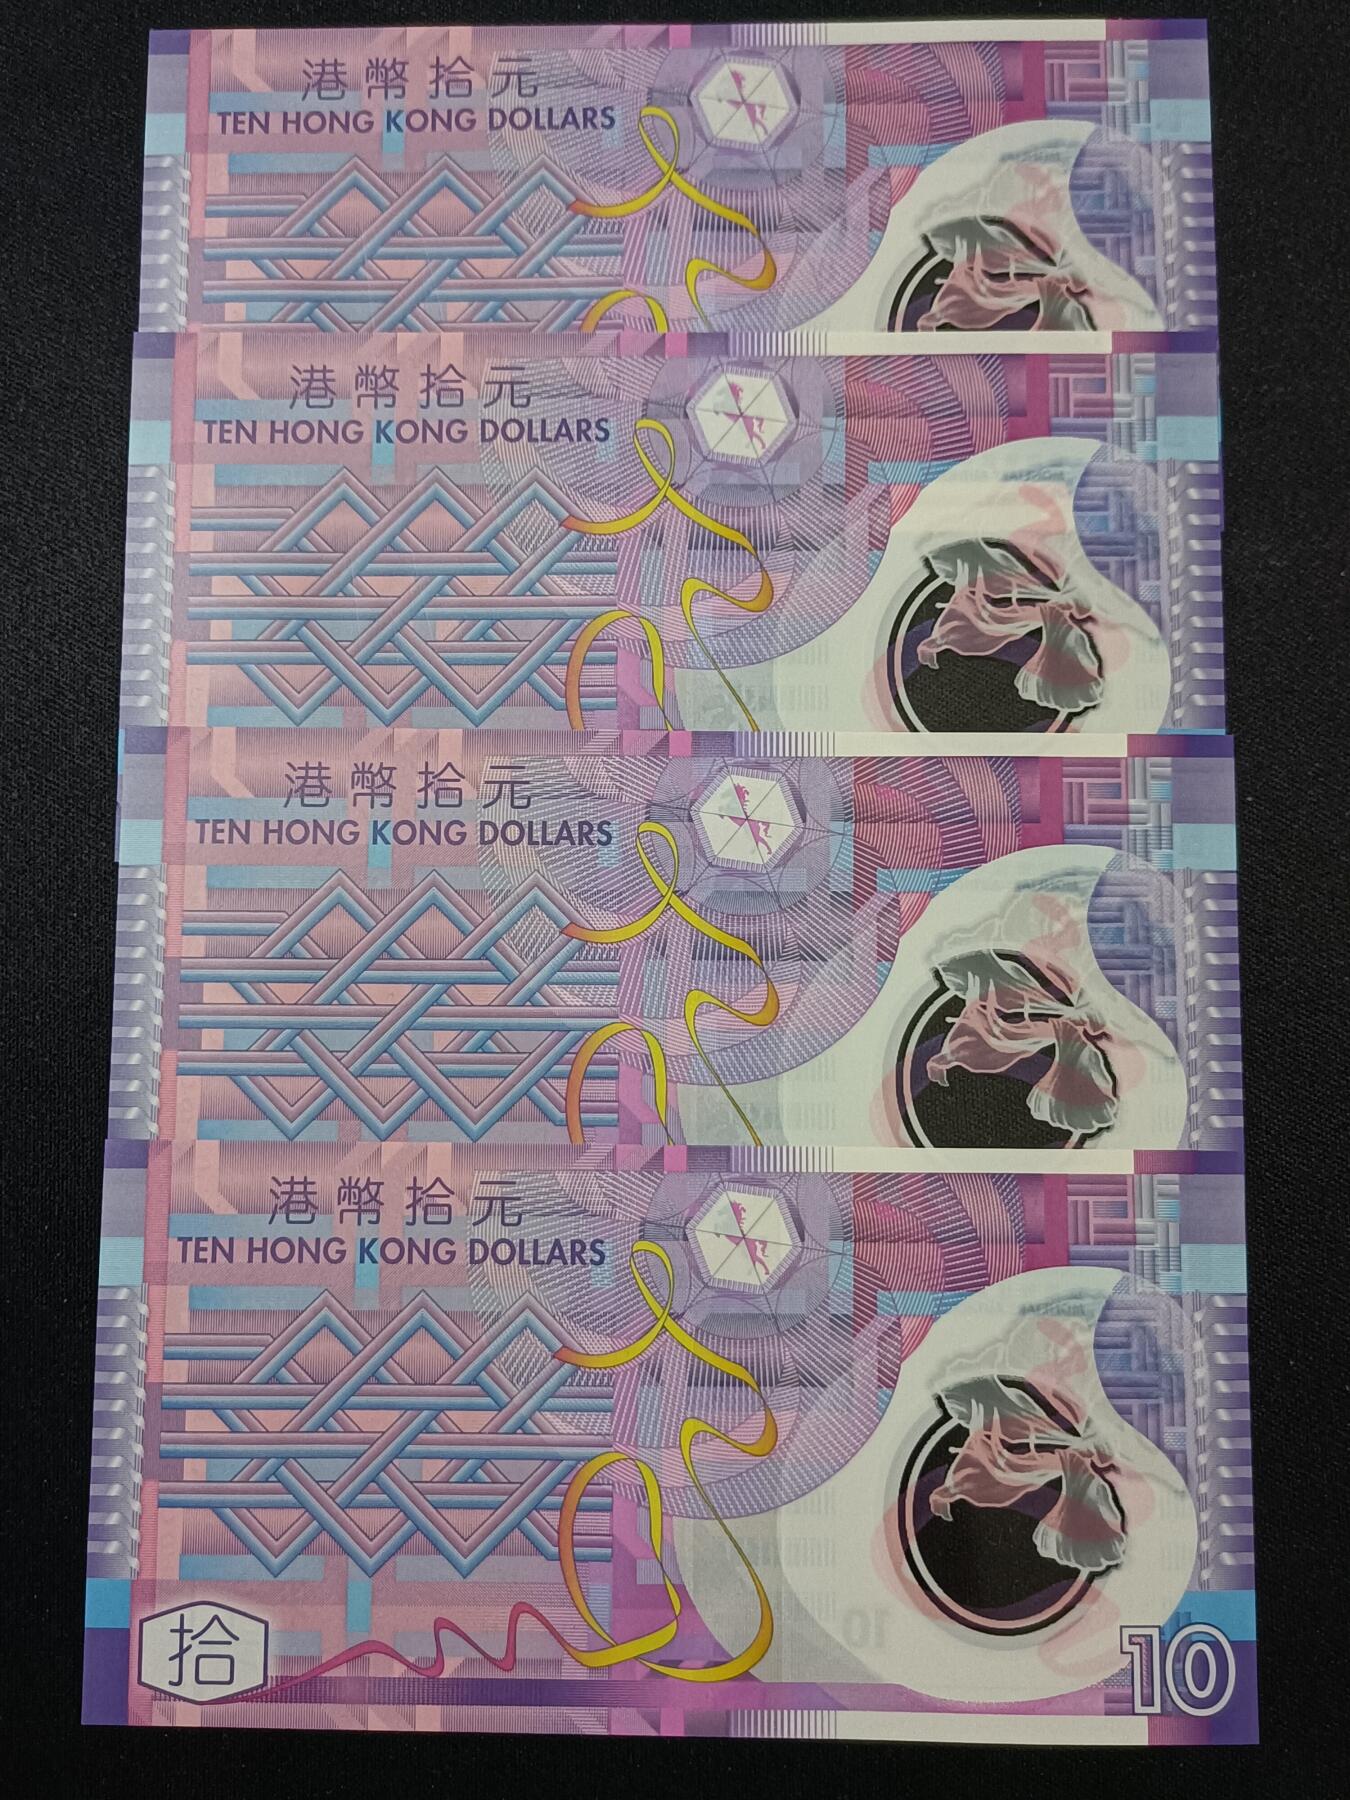 港幣拾元
TEN HONG KONG DOLLARS
港幣拾元
TEN HONG KONG DOLLARS
港幣拾元
TEN HONG KONG DOLLARS
港幣拾元
TEN HONG KONG DOLLARS
10
拾
10